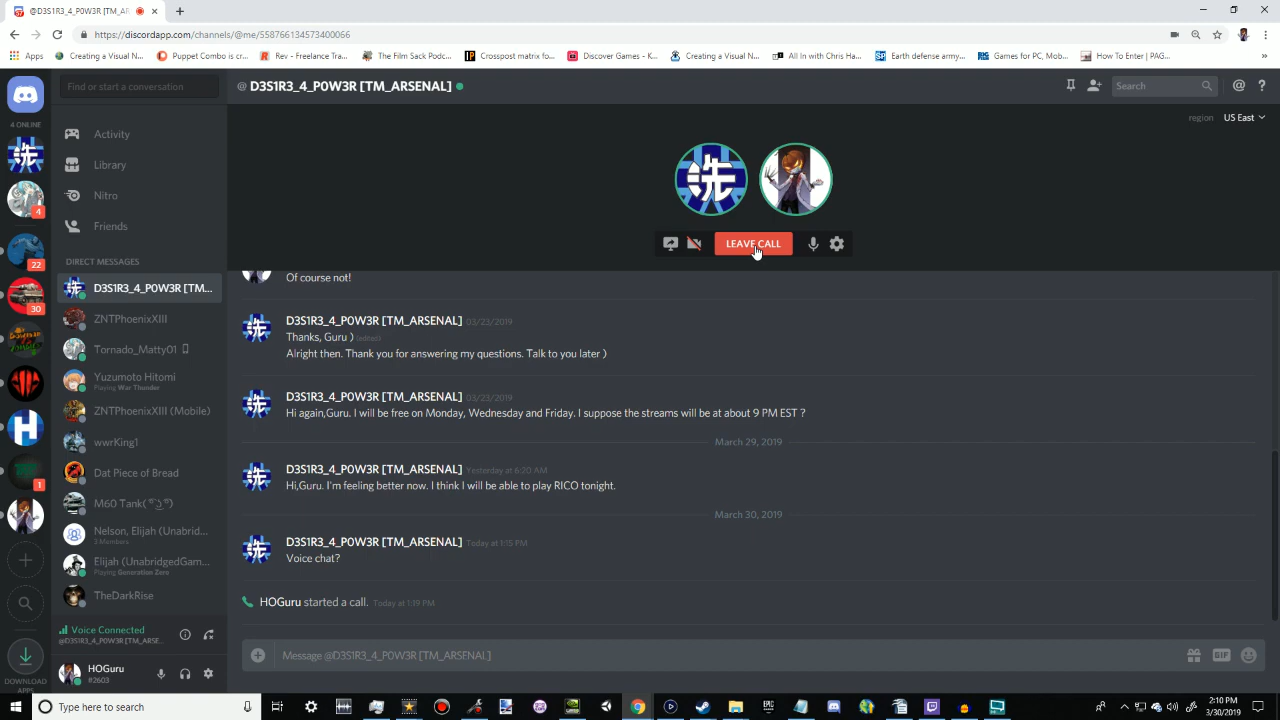 @D3S1R3_4_P0W3R [TM_ARSENAL]
https://discordapp.com/channels/@me/558766134573400066
Apps
Creating a Visual N...
Puppet Combo is cr...
Rev - Freelance Tra...
The Film Sack Podc...
Crosspost matrix fo...
Discover Games - K...
Creating a Visual N...
All In with Chris Ha...
Earth defense army...
Games for PC, Mob...
How To Enter | PAG...
Find or start a conversation
@ D3S1R3_4_P0W3R [TM_ARSENAL]
Search
region US East
4 ONLINE
4
22
30
1
Activity
Library
Nitro
Friends
DIRECT MESSAGES
D3S1R3_4_P0W3R [TM...
ZNTPhoenixXIII
Tornado_Matty01
Yuzumoto Hitomi
Playing War Thunder
ZNTPhoenixXIII (Mobile)
wwrKing1
Dat Piece of Bread
M60 Tank( ͡° ͜ʖ ͡°)
Nelson, Elijah (Unabrid...
3 Members
Elijah (UnabridgedGam...
Playing Generation Zero
TheDarkRise
Voice Connected
@D3S1R3_4_P0W3R [TM_ARSE...
HOGuru
#2603
DOWNLOAD
APPS
洗
LEAVE CALL
Of course not!
D3S1R3_4_P0W3R [TM_ARSENAL] 03/23/2019
Thanks, Guru ) (edited)
Alright then. Thank you for answering my questions. Talk to you later )
D3S1R3_4_P0W3R [TM_ARSENAL] 03/23/2019
Hi again,Guru. I will be free on Monday, Wednesday and Friday. I suppose the streams will be at about 9 PM EST ?
March 29, 2019
D3S1R3_4_P0W3R [TM_ARSENAL] Yesterday at 6:20 AM
Hi,Guru. I'm feeling better now. I think I will be able to play RICO tonight.
March 30, 2019
D3S1R3_4_P0W3R [TM_ARSENAL] Today at 1:15 PM
Voice chat?
HOGuru started a call. Today at 1:19 PM
Message @D3S1R3_4_P0W3R [TM_ARSENAL]
GIF
Type here to search
2:10 PM
3/30/2019